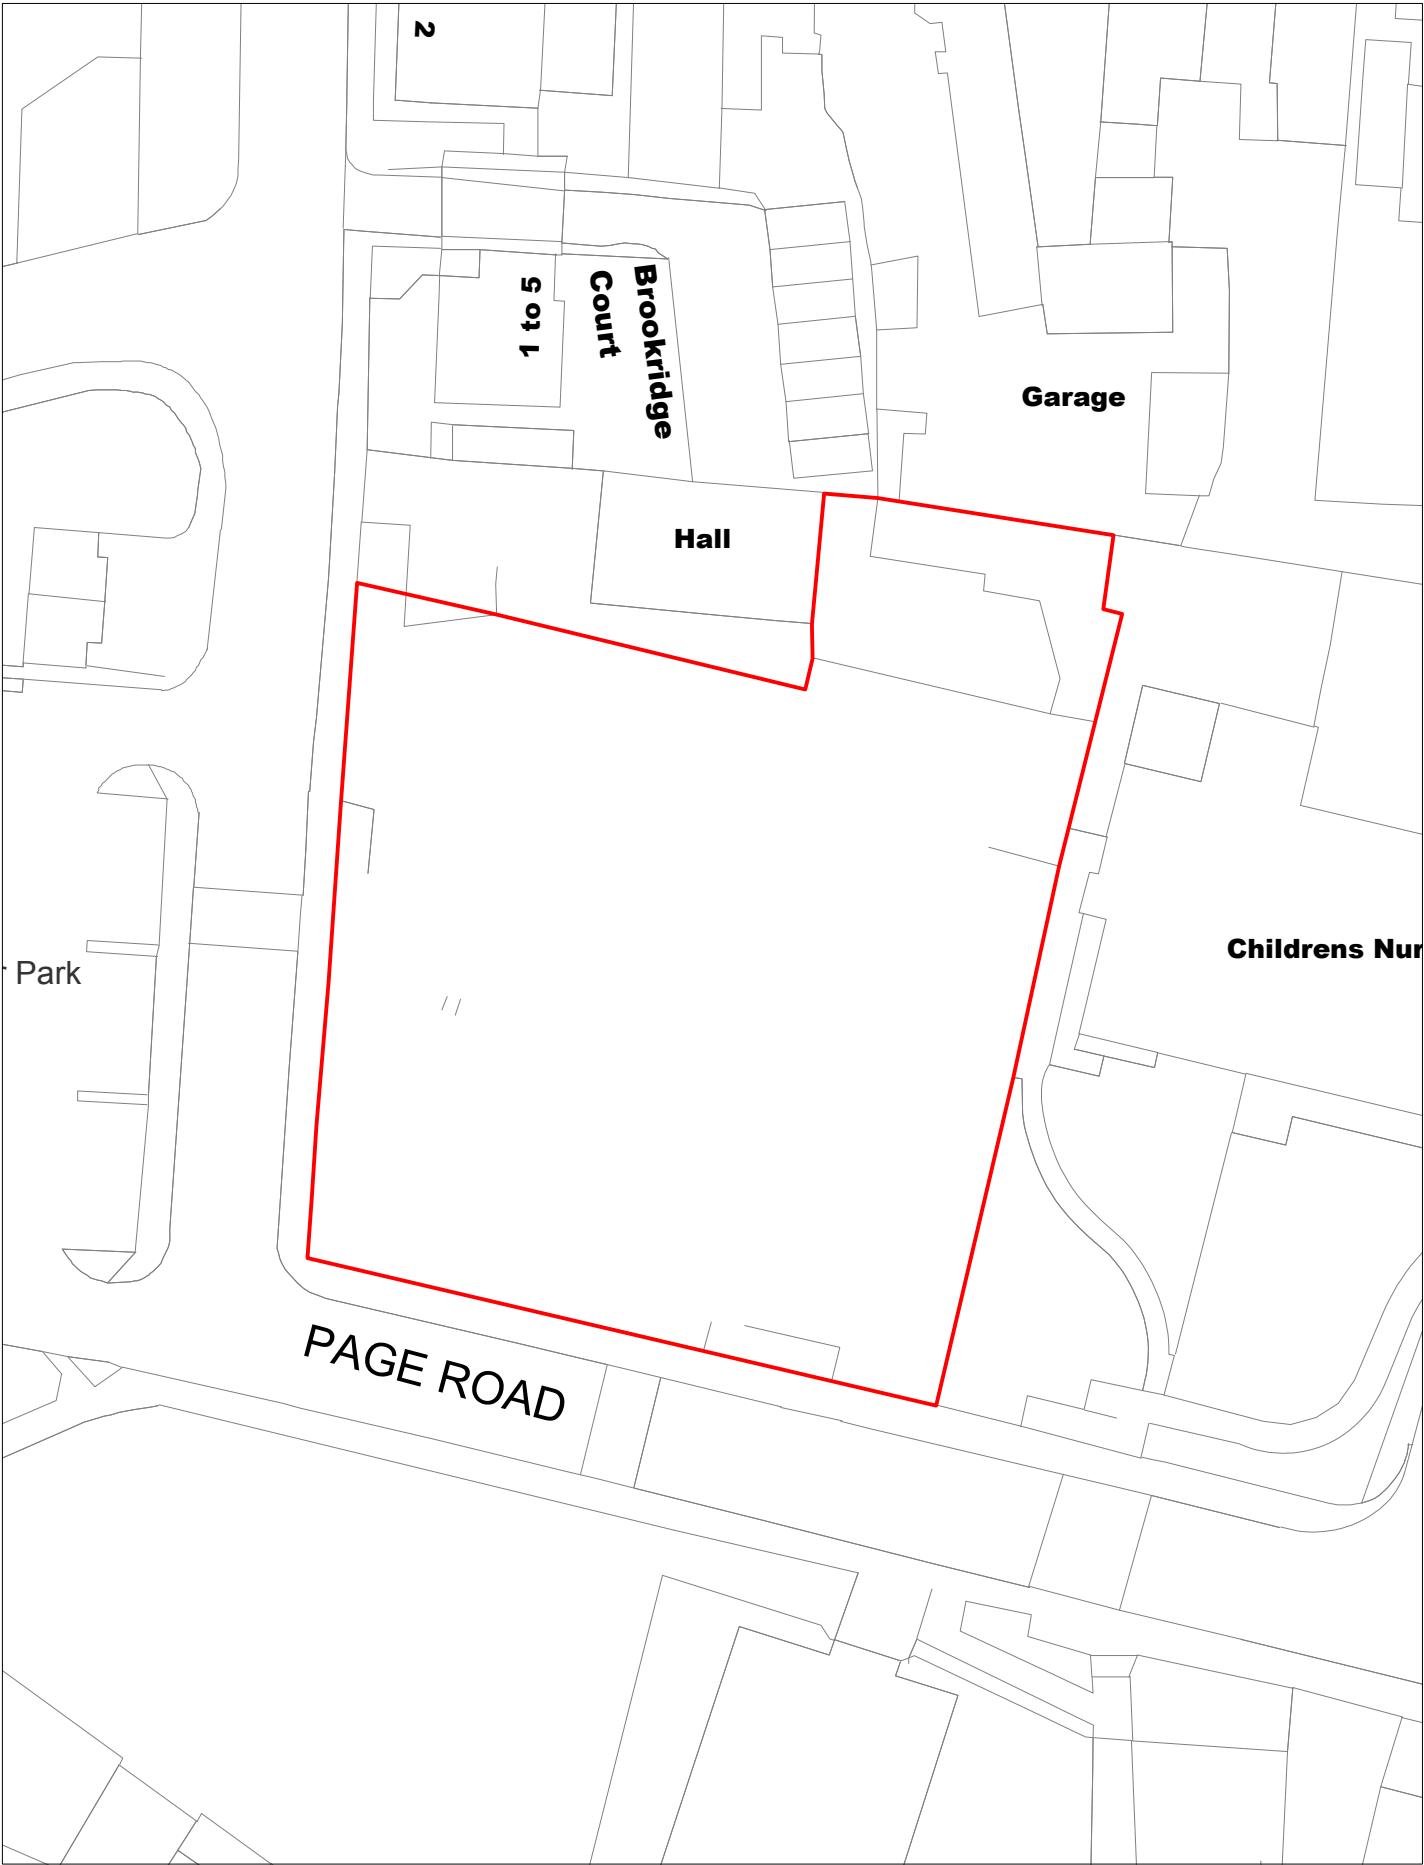 2
1 to 5
Brookridge
Court
Garage
Hall
Childrens Nur
Park
PAGE ROAD